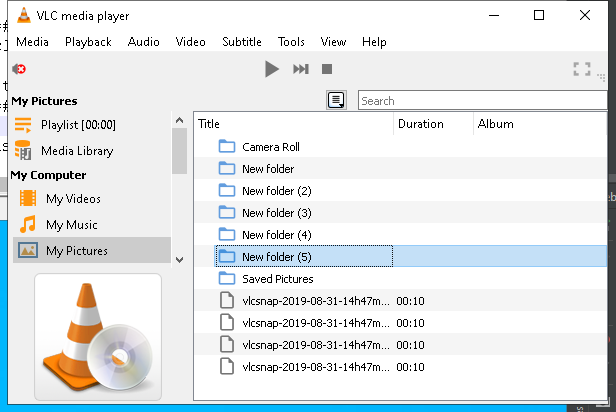 VLC media player
Media Playback Audio Video Subtitle Tools View Help
My Pictures
Search
Playlist [00:00]
Media Library
My Computer
My Videos
My Music
My Pictures
Title Duration Album
Camera Roll
New folder
New folder (2)
New folder (3)
New folder (4)
New folder (5)
Saved Pictures
vlcsnap-2019-08-31-14h47m... 00:10
vlcsnap-2019-08-31-14h47m... 00:10
vlcsnap-2019-08-31-14h47m... 00:10
vlcsnap-2019-08-31-14h47m... 00:10